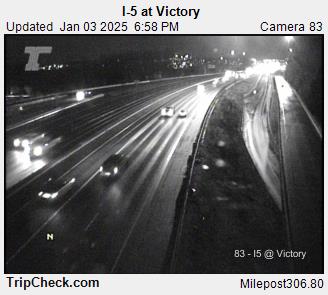 I-5 at Victory
Updated Jan 03 2025 6:58 PM Camera 83
T
N
83 - I5 @ Victory
TripCheck.com Milepost306.80